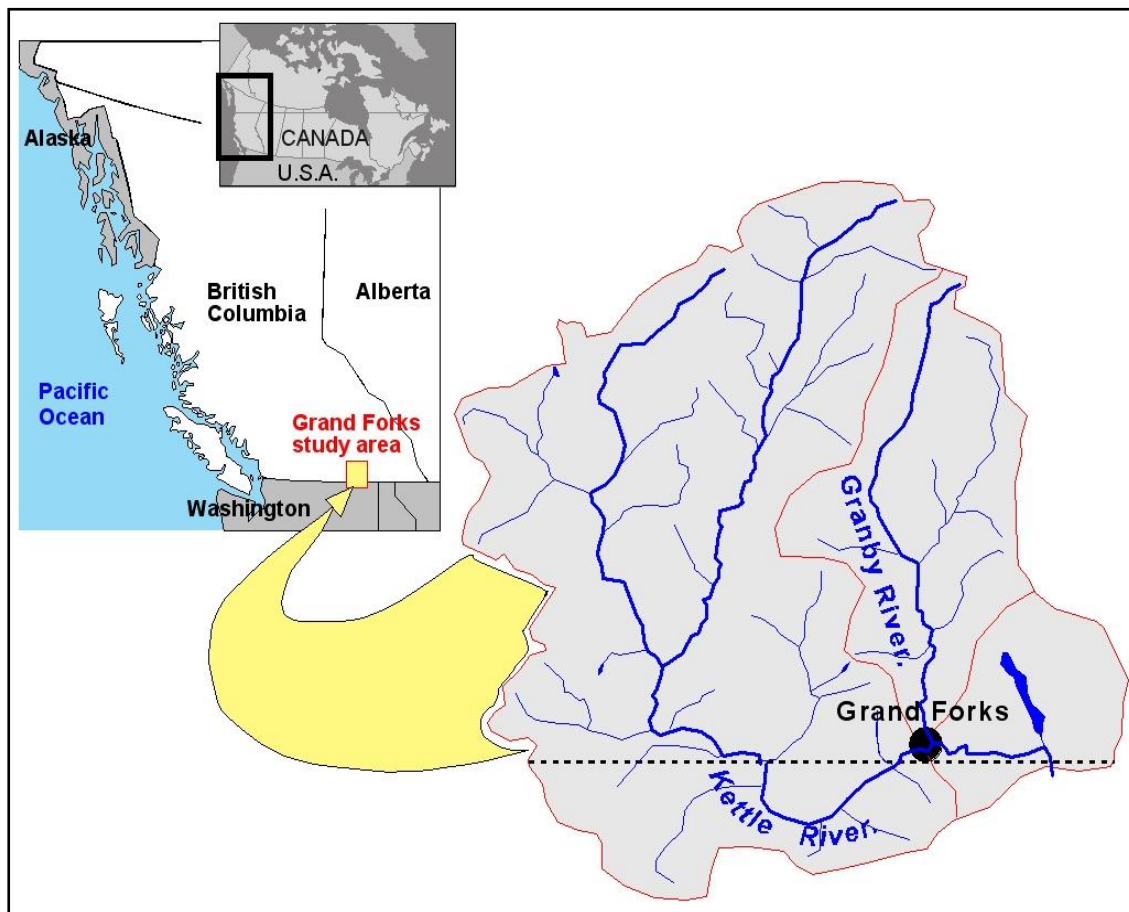 Alaska
CANADA
U.S.A.
British
Columbia
Alberta
Pacific
Ocean
Grand Forks
study area
Washington
Granby River.
Grand Forks
Kettle River.